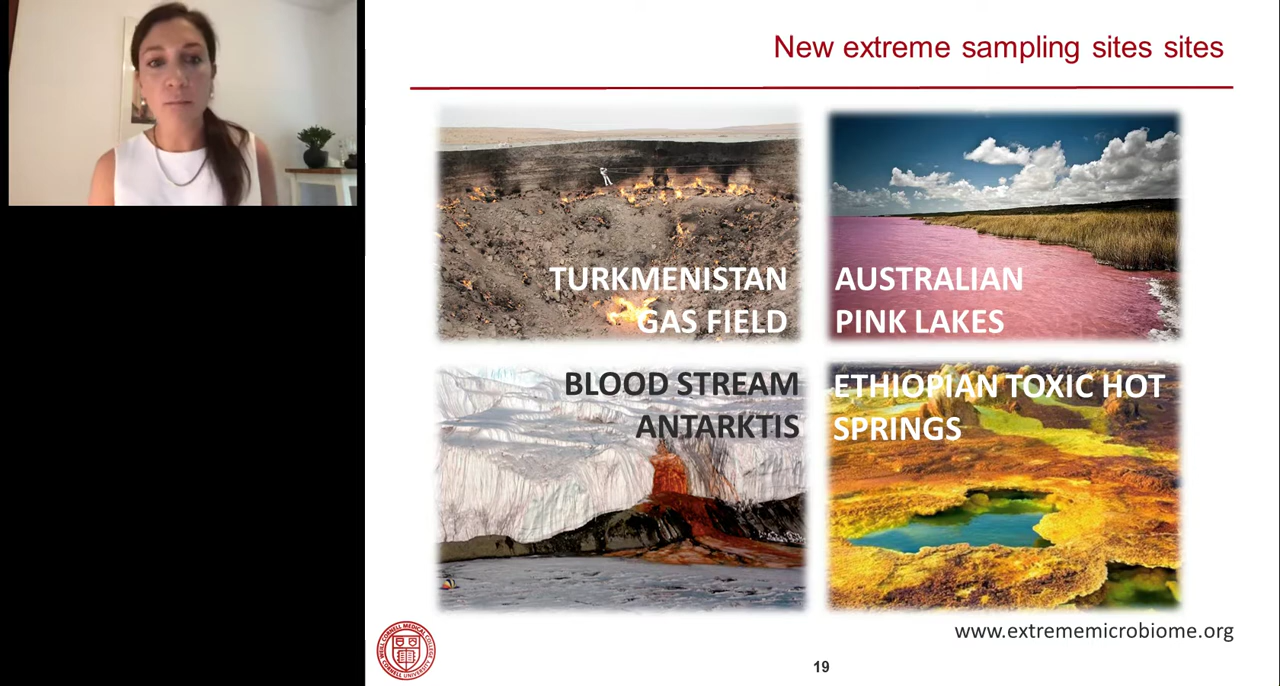 New extreme sampling sites sites
TURKMENISTAN
GAS FIELD
AUSTRALIAN
PINK LAKES
BLOOD STREAM
ANTARKTIS
ETHIOPIAN TOXIC HOT
SPRINGS
www.extrememicrobiome.org
19